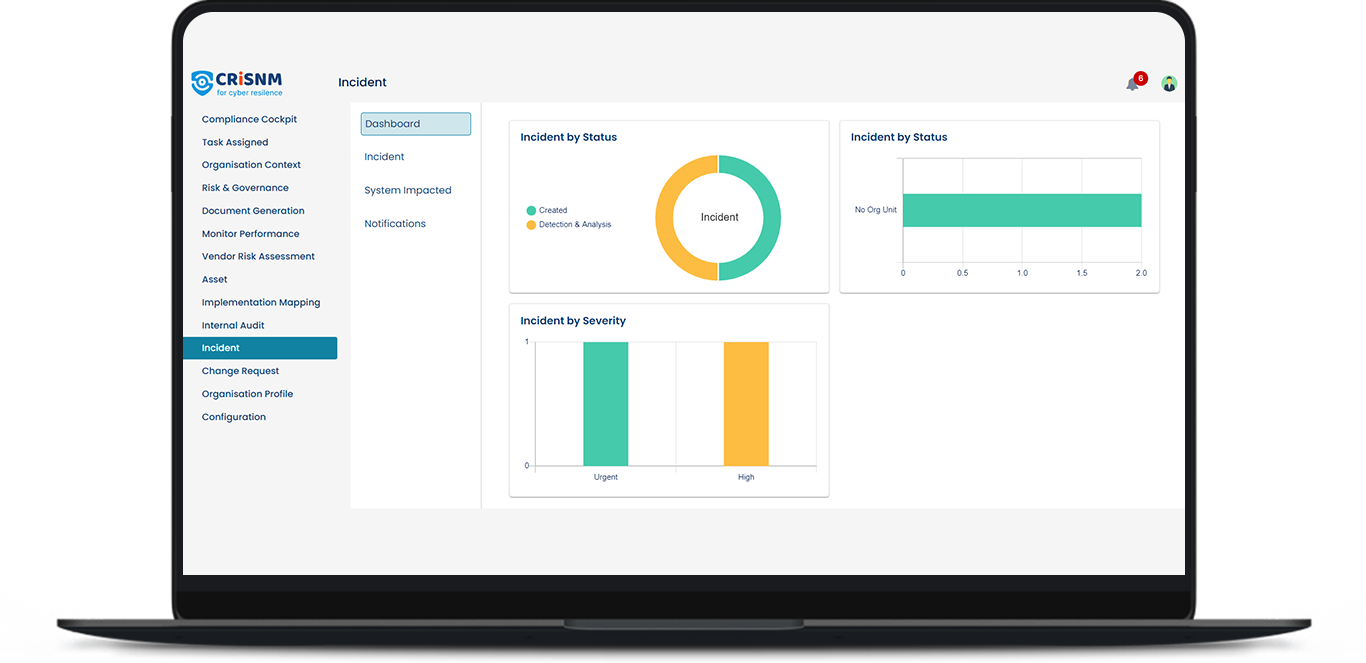 CRiSNM
for cyber resilence
Incident
6
Compliance Cockpit
Task Assigned
Organisation Context
Risk & Governance
Document Generation
Monitor Performance
Vendor Risk Assessment
Asset
Implementation Mapping
Internal Audit
Incident
Change Request
Organisation Profile
Configuration
Dashboard
Incident
System Impacted
Notifications
Incident by Status
Created
Detection & Analysis
Incident
Incident by Status
No Org Unit
0 0.5 1.0 1.5 2.0
Incident by Severity
1
0
Urgent High